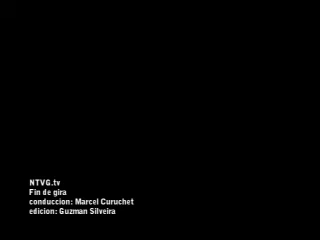 NTVG.tv
Fin de gira
conduccion: Marcel Curuchet
edicion: Guzman Silveira